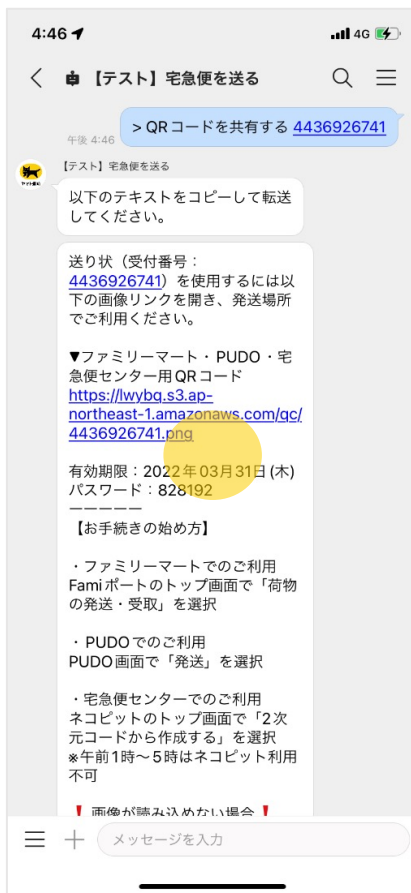 4:46
4G
【テスト】宅急便を送る
> QRコードを共有する 4436926741
午後 4:46
【テスト】宅急便を送る
以下のテキストをコピーして転送
してください。
送り状（受付番号：
4436926741）を使用するには以
下の画像リンクを開き、発送場所
でご利用ください。
▼ファミリーマート・PUDO・宅
急便センター用QRコード
https://lwybq.s3.ap-
northeast-1.amazonaws.com/qc/
4436926741.png
有効期限：2022年03月31日(木)
パスワード：828192
ーーーーー
【お手続きの始め方】
・ファミリーマートでのご利用
Famiポートのトップ画面で「荷物
の発送・受取」を選択
・PUDOでのご利用
PUDO画面で「発送」を選択
・宅急便センターでのご利用
ネコピットのトップ画面で「2次
元コードから作成する」を選択
※午前1時〜5時はネコピット利用
不可
❗画像が読み込めない場合❗
メッセージを入力